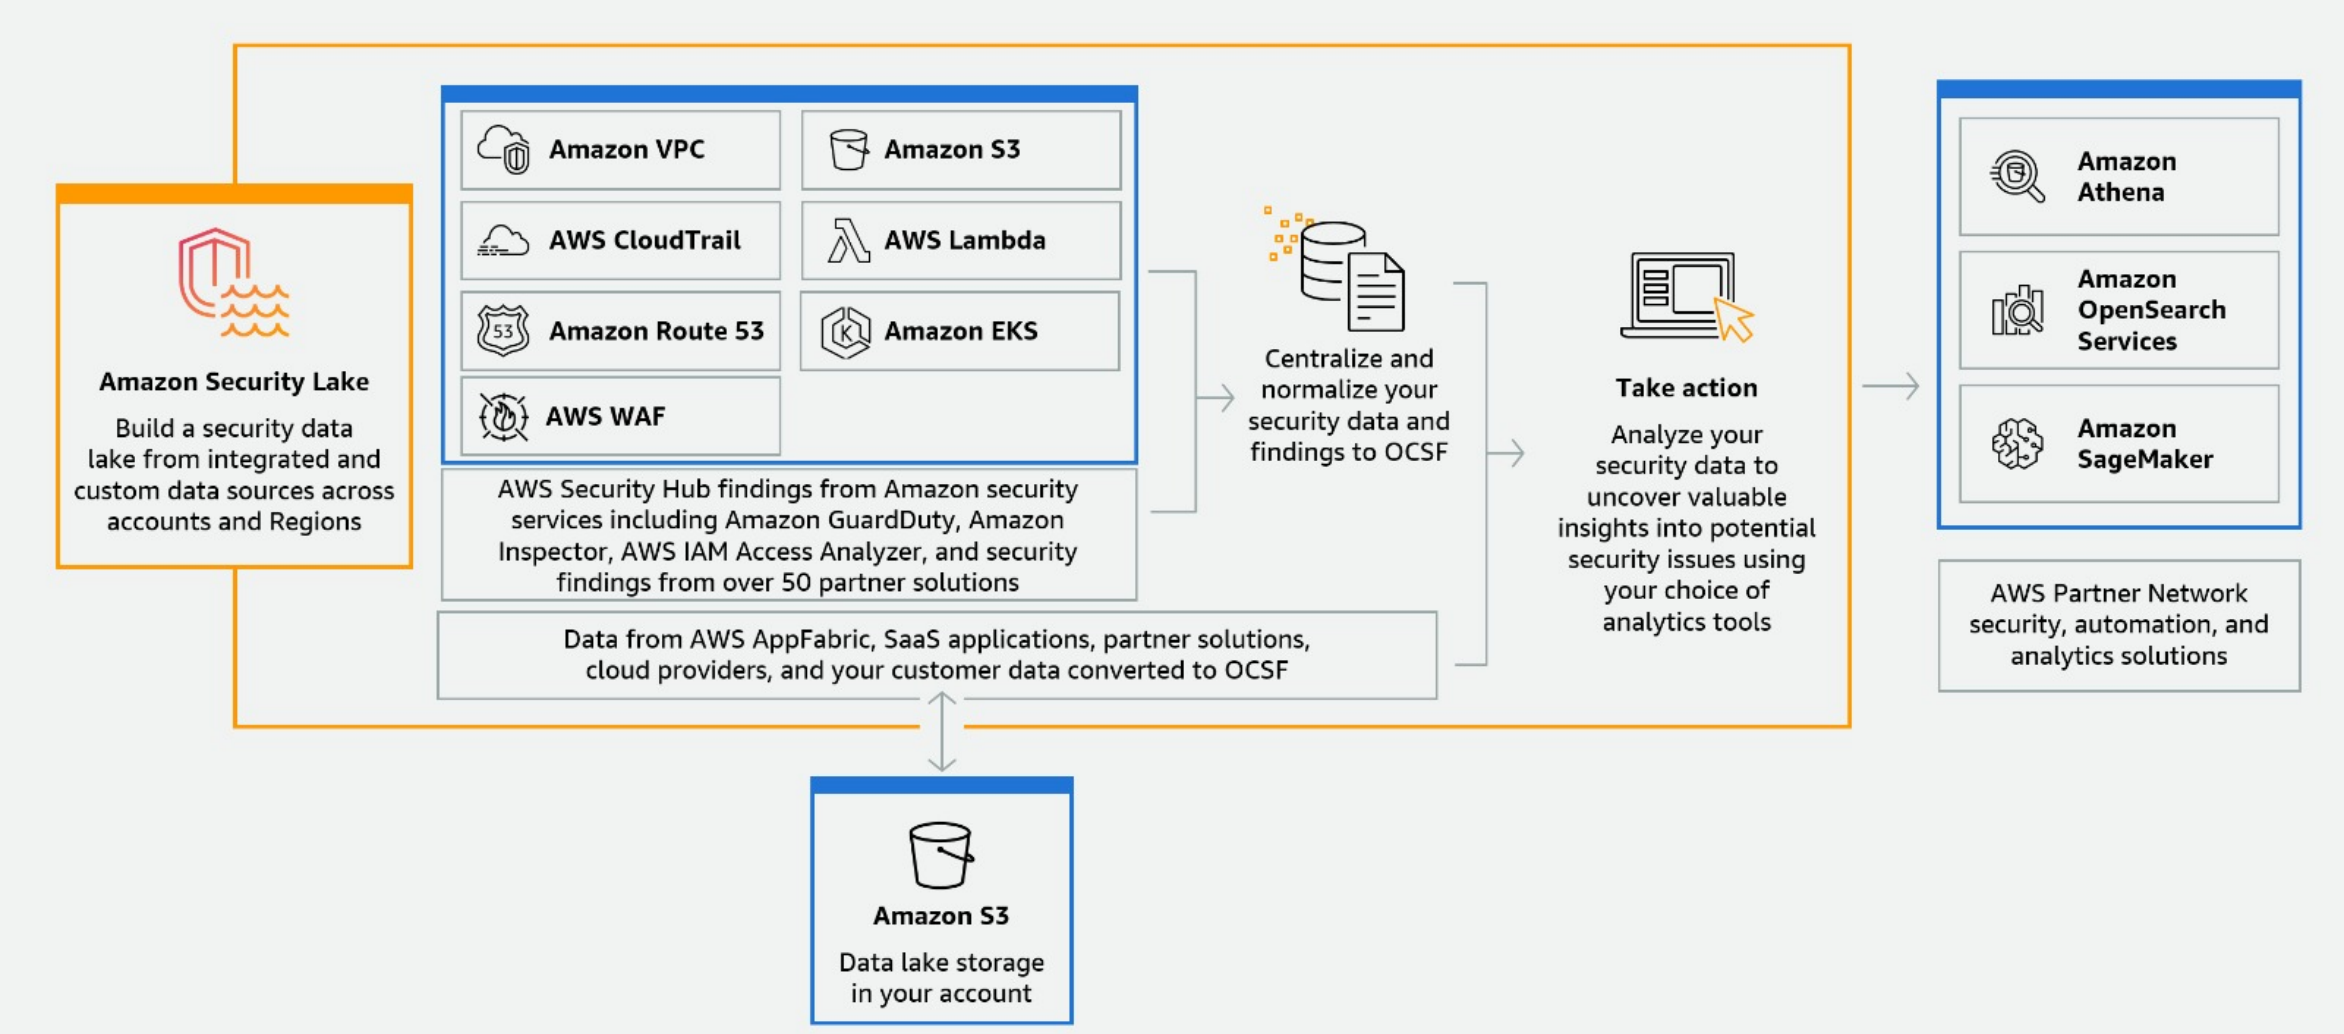 Amazon Security Lake
Build a security data
lake from integrated and
custom data sources across
accounts and Regions
Amazon VPC
Amazon S3
AWS CloudTrail
AWS Lambda
53
Amazon Route 53
K
Amazon EKS
AWS WAF
AWS Security Hub findings from Amazon security
services including Amazon GuardDuty, Amazon
Inspector, AWS IAM Access Analyzer, and security
findings from over 50 partner solutions
Data from AWS AppFabric, SaaS applications, partner solutions,
cloud providers, and your customer data converted to OCSF
Centralize and
normalize your
security data and
findings to OCSF
Take action
Analyze your
security data to
uncover valuable
insights into potential
security issues using
your choice of
analytics tools
Amazon
Athena
Amazon
OpenSearch
Services
Amazon
SageMaker
AWS Partner Network
security, automation, and
analytics solutions
Amazon S3
Data lake storage
in your account